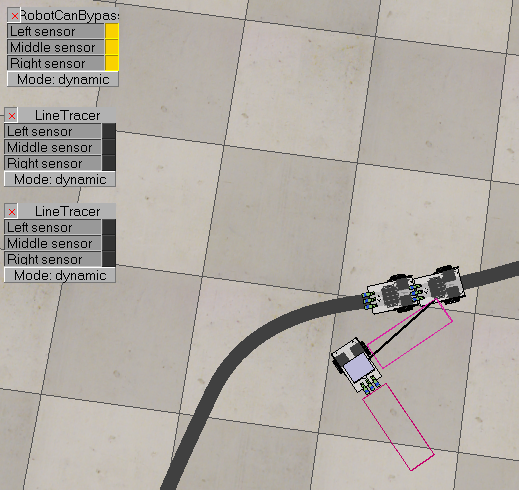 RobotCanBypass
Left sensor
Middle sensor
Right sensor
Mode: dynamic
LineTracer
Left sensor
Middle sensor
Right sensor
Mode: dynamic
LineTracer
Left sensor
Middle sensor
Right sensor
Mode: dynamic